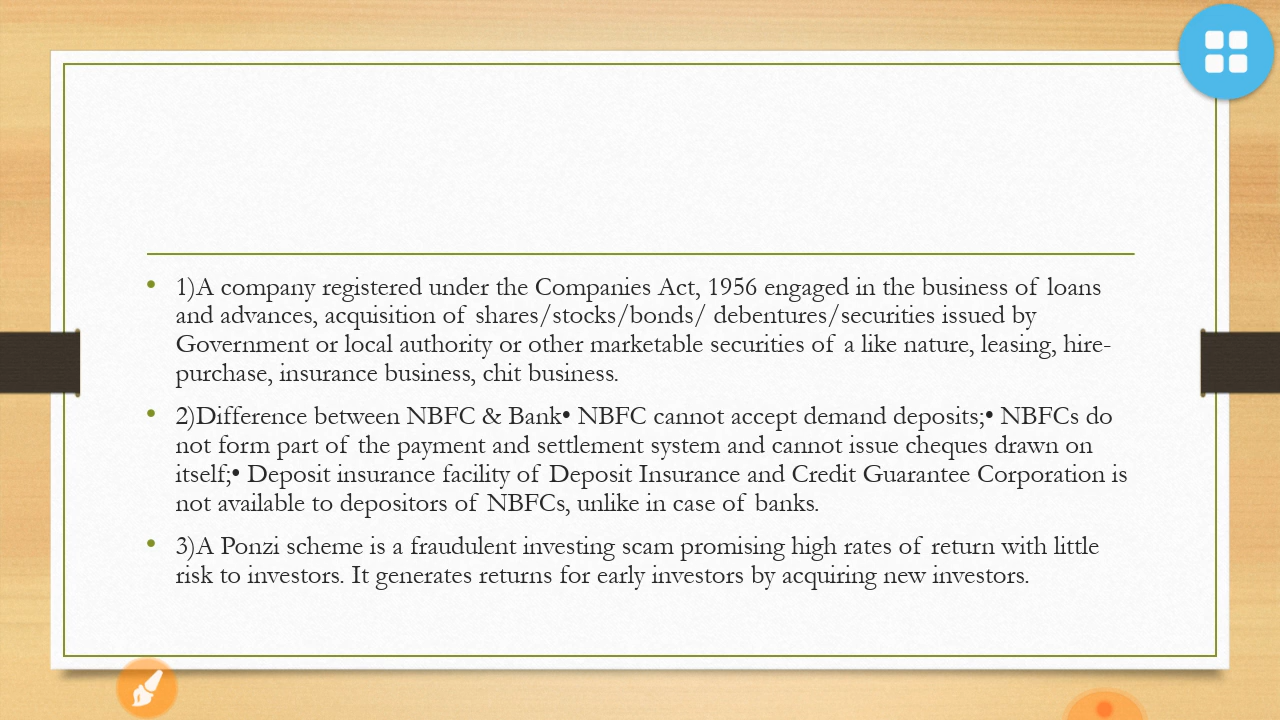 • 1)A company registered under the Companies Act, 1956 engaged in the business of loans
and advances, acquisition of shares/stocks/bonds/ debentures/securities issued by
Government or local authority or other marketable securities of a like nature, leasing, hire-
purchase, insurance business, chit business.
• 2)Difference between NBFC & Bank• NBFC cannot accept demand deposits;• NBFCs do
not form part of the payment and settlement system and cannot issue cheques drawn on
itself;• Deposit insurance facility of Deposit Insurance and Credit Guarantee Corporation is
not available to depositors of NBFCs, unlike in case of banks.
• 3)A Ponzi scheme is a fraudulent investing scam promising high rates of return with little
risk to investors. It generates returns for early investors by acquiring new investors.